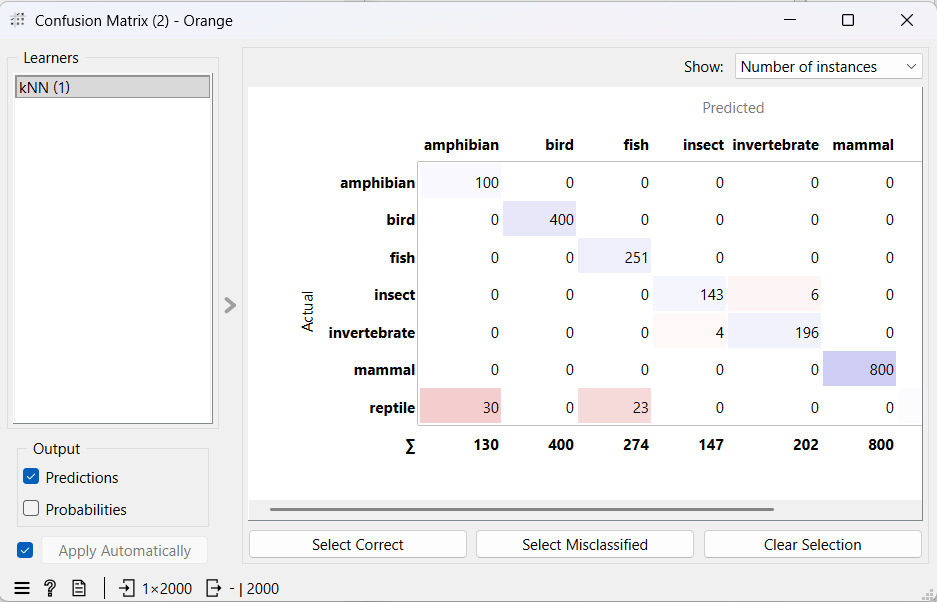 Confusion Matrix (2) - Orange
Learners
kNN (1)
Show: Number of instances
Predicted
amphibian bird fish insect invertebrate mammal
Actual
amphibian 100 0 0 0 0 0
bird 0 400 0 0 0 0
fish 0 0 251 0 0 0
insect 0 0 0 143 6 0
invertebrate 0 0 0 4 196 0
mammal 0 0 0 0 0 800
reptile 30 0 23 0 0 0
∑ 130 400 274 147 202 800
Output
Predictions
Probabilities
Apply Automatically
Select Correct Select Misclassified Clear Selection
1×2000 - | 2000